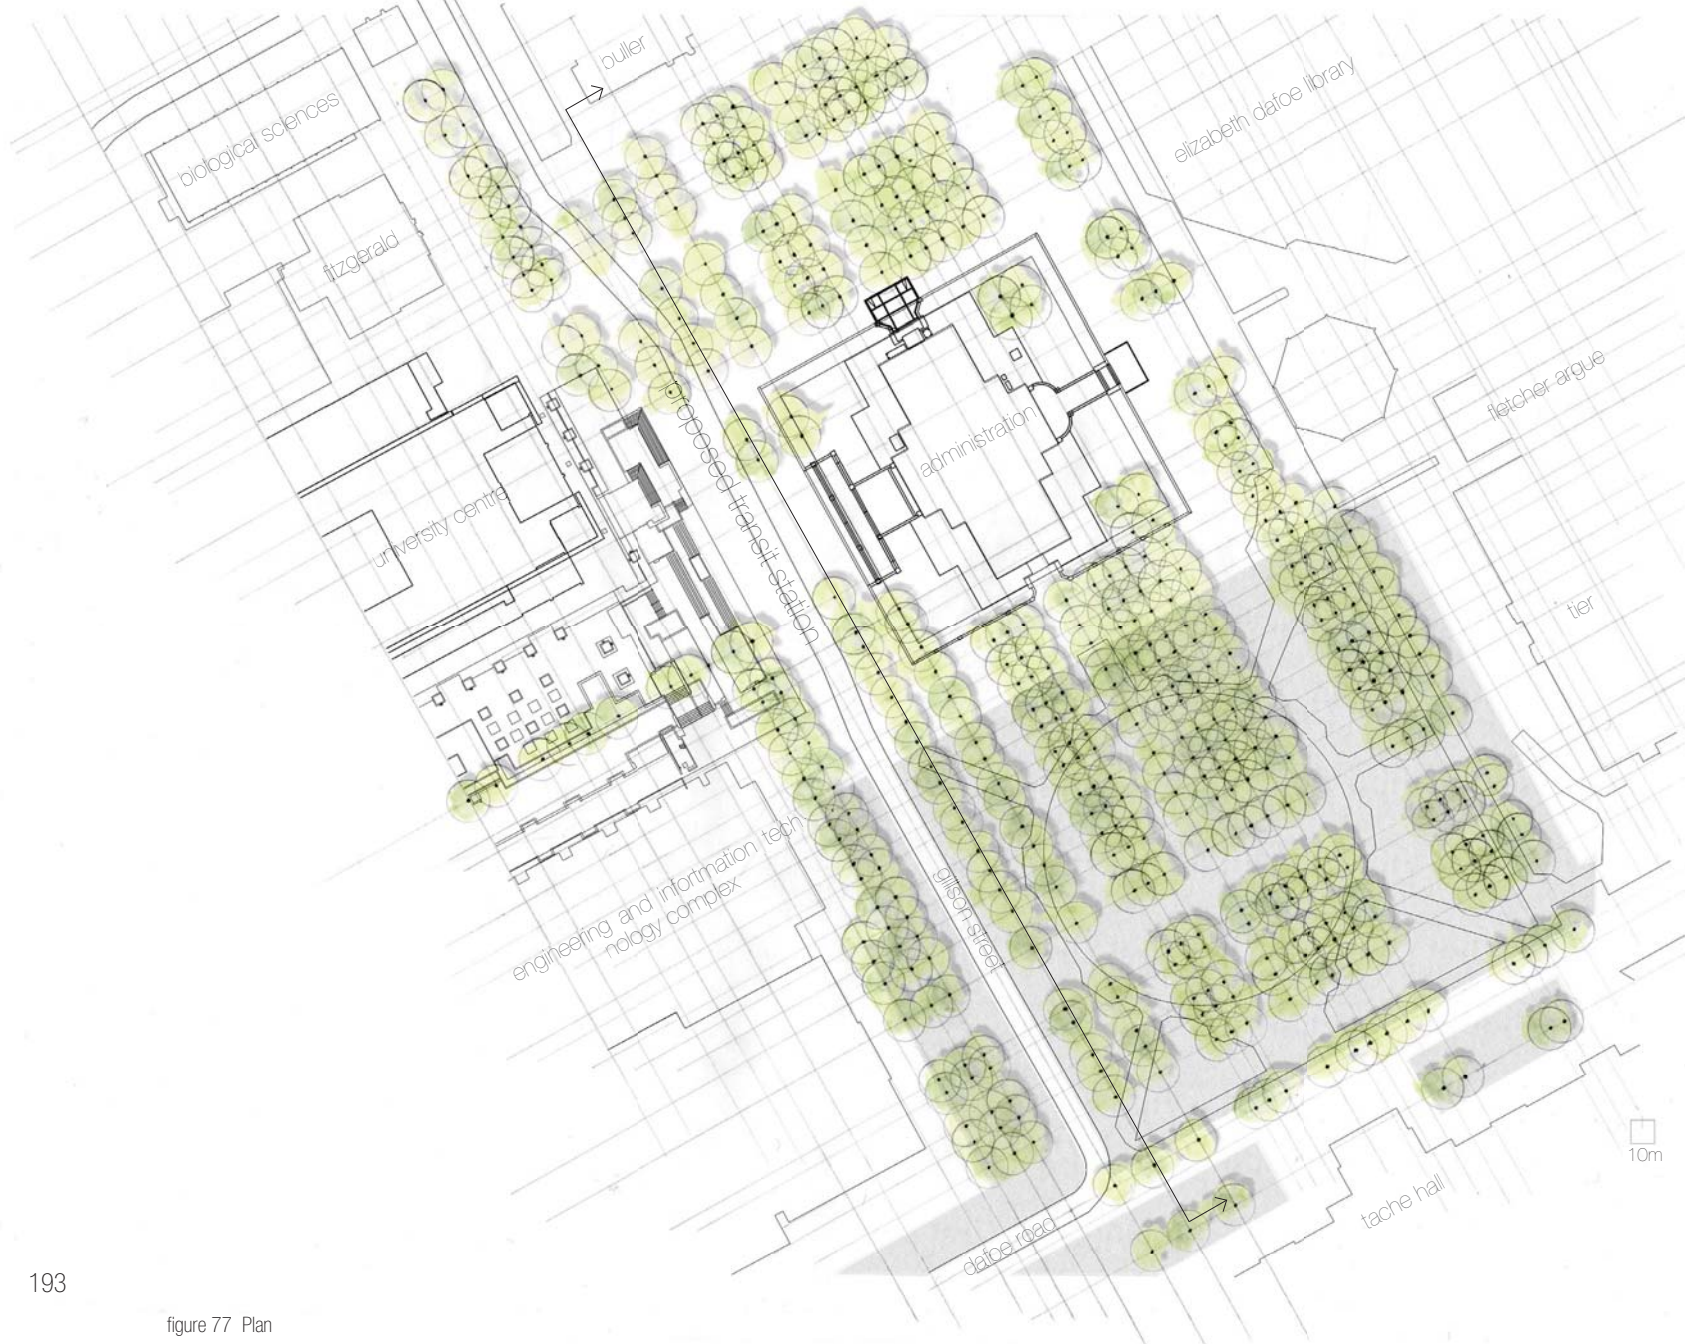 buller
biological sciences
elizabeth dafoe library
fitzgerald
fletcher argue
proposed transit station
administration
university centre
tier
engineering and information tech
nology complex
gillson street
10m
tache hall
dafoe road
193
figure 77 Plan